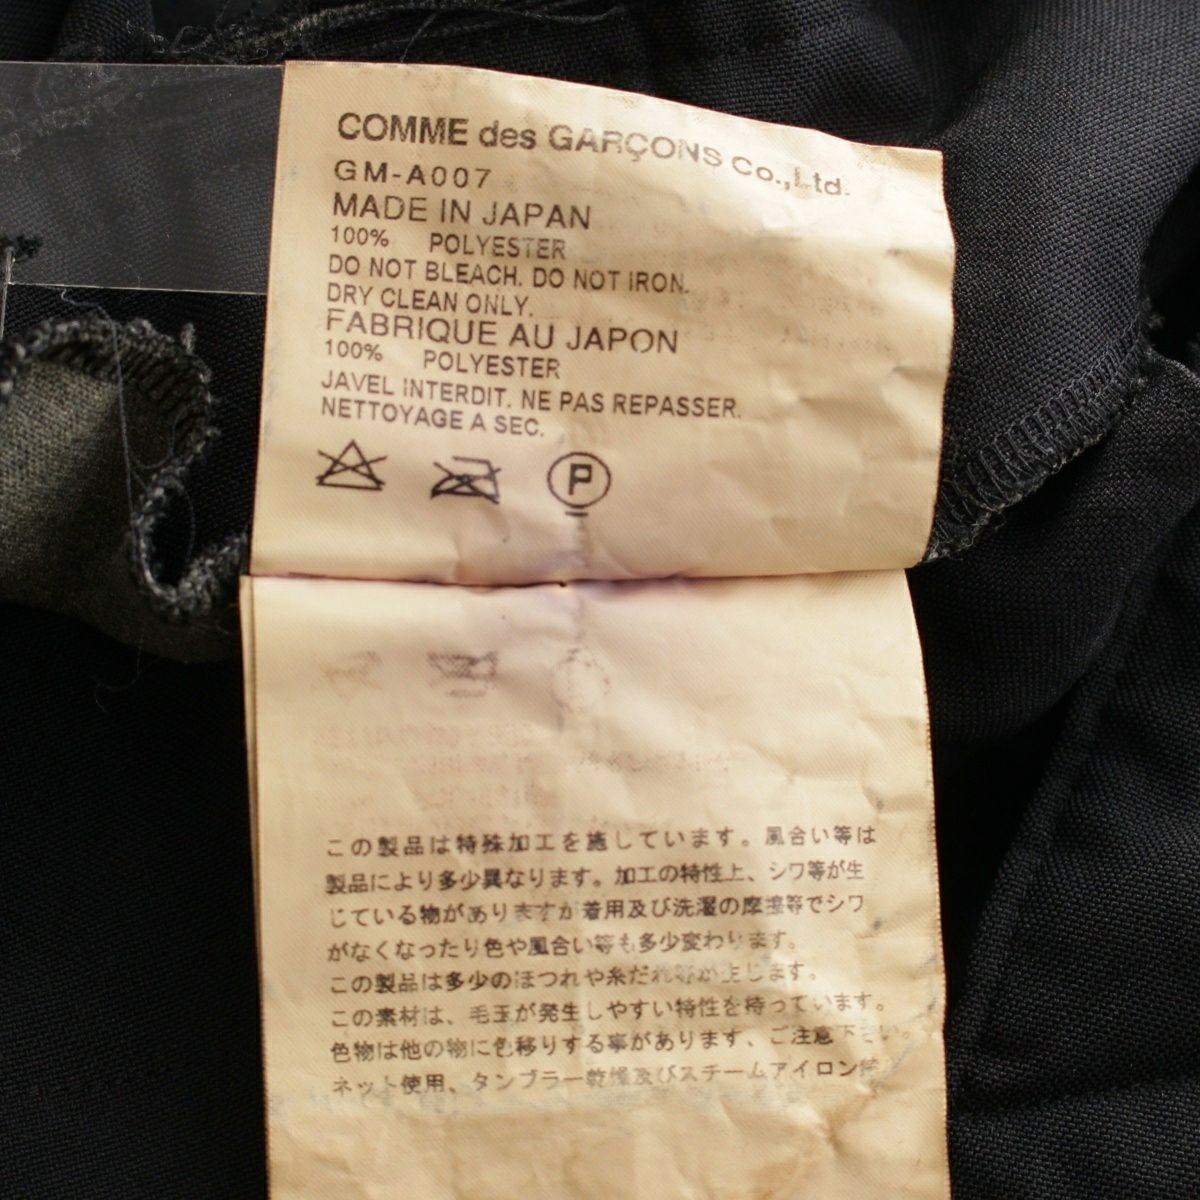 COMME des GARÇONS Co.,Ltd.
GM-A007
MADE IN JAPAN
100% POLYESTER
DO NOT BLEACH. DO NOT IRON.
DRY CLEAN ONLY.
FABRIQUE AU JAPON
100% POLYESTER
JAVEL INTERDIT. NE PAS REPASSER.
NETTOYAGE A SEC.
P
この製品は特殊加工を施しています。風合い等は
製品により多少異なります。加工の特性上、シワ等が生
じている物がありますが着用及び洗濯の摩擦等でシワ
がなくなったり色や風合い等も多少変わります。
この製品は多少のほつれや糸だれ等が生じます。
この素材は、毛玉が発生しやすい特性を持っています。
色物は他の物に色移りする事があります、ご注意下さい。
ネット使用、タンブラー乾燥及びスチームアイロン